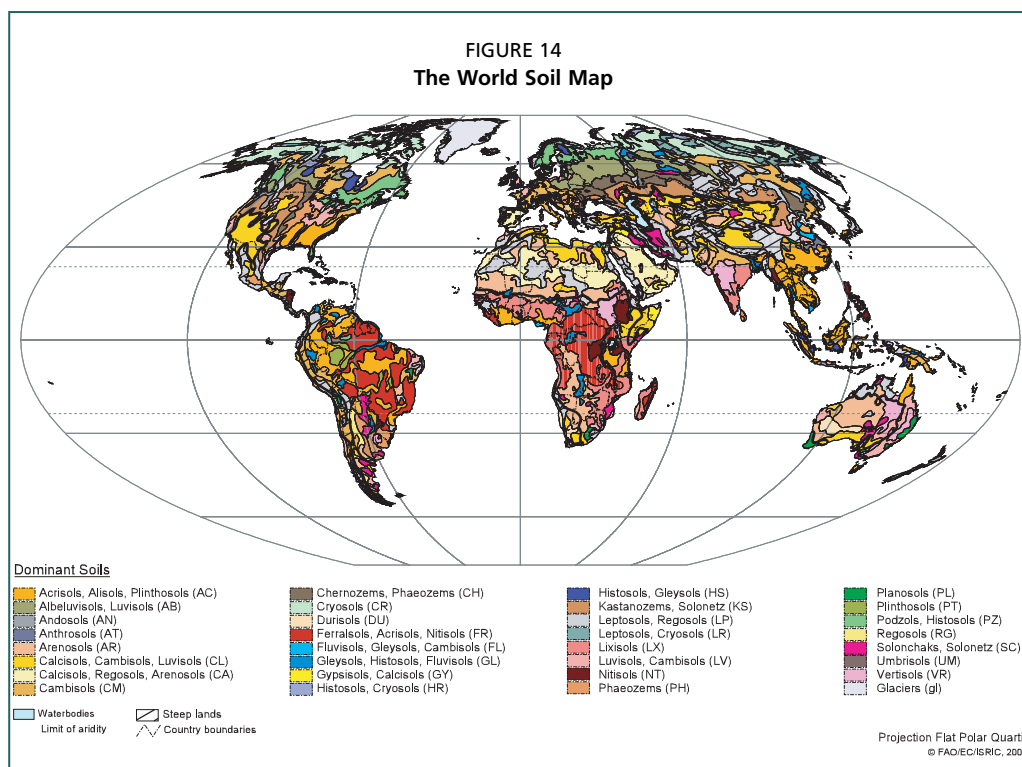 FIGURE 14
The World Soil Map
Dominant Soils
Acrisols, Alisols, Plinthosols (AC)
Albeluvisols, Luvisols (AB)
Andosols (AN)
Anthrosols (AT)
Arenosols (AR)
Calcisols, Cambisols, Luvisols (CL)
Calcisols, Regosols, Arenosols (CA)
Cambisols (CM)
Chernozems, Phaeozems (CH)
Cryosols (CR)
Durisols (DU)
Ferralsols, Acrisols, Nitisols (FR)
Fluvisols, Gleysols, Cambisols (FL)
Gleysols, Histosols, Fluvisols (GL)
Gypsisols, Calcisols (GY)
Histosols, Cryosols (HR)
Histosols, Gleysols (HS)
Kastanozems, Solonetz (KS)
Leptosols, Regosols (LP)
Leptosols, Cryosols (LR)
Lixisols (LX)
Luvisols, Cambisols (LV)
Nitisols (NT)
Phaeozems (PH)
Planosols (PL)
Plinthosols (PT)
Podzols, Histosols (PZ)
Regosols (RG)
Solonchaks, Solonetz (SC)
Umbrisols (UM)
Vertisols (VR)
Glaciers (gl)
Waterbodies
Limit of aridity
Steep lands
Country boundaries
Projection Flat Polar Quarti
© FAO/EC/ISRIC, 200